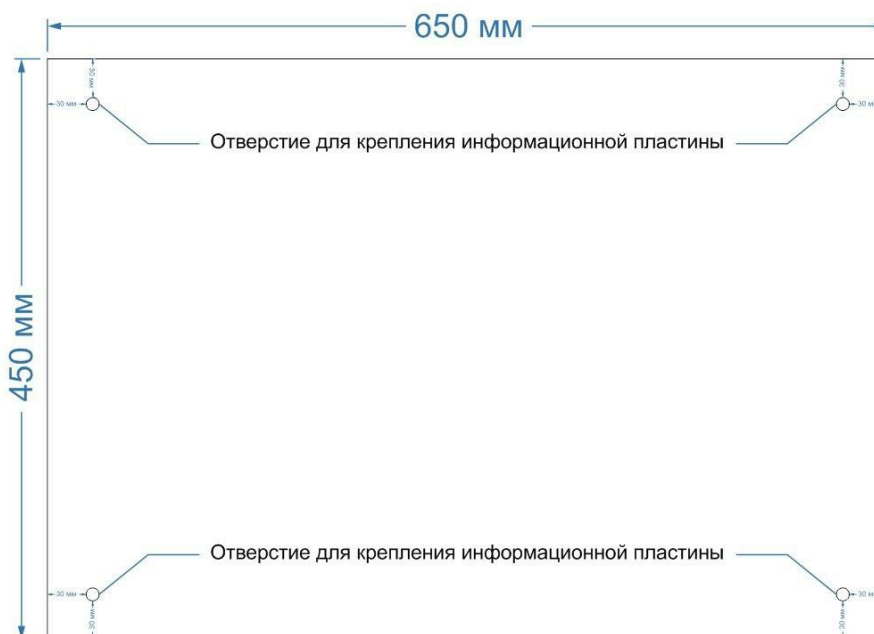 650 мм
30 мм
30 мм
30 мм
30 мм
Отверстие для крепления информационной пластины
450 мм
Отверстие для крепления информационной пластины
30 мм
30 мм
30 мм
30 мм